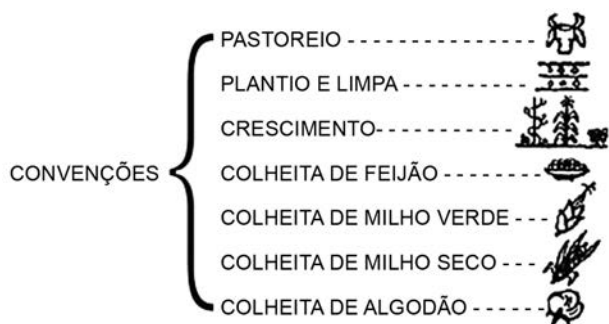 PASTOREIO
PLANTIO E LIMPA
CRESCIMENTO
CONVENÇÕES
COLHEITA DE FEIJÃO
COLHEITA DE MILHO VERDE
COLHEITA DE MILHO SECO
COLHEITA DE ALGODÃO